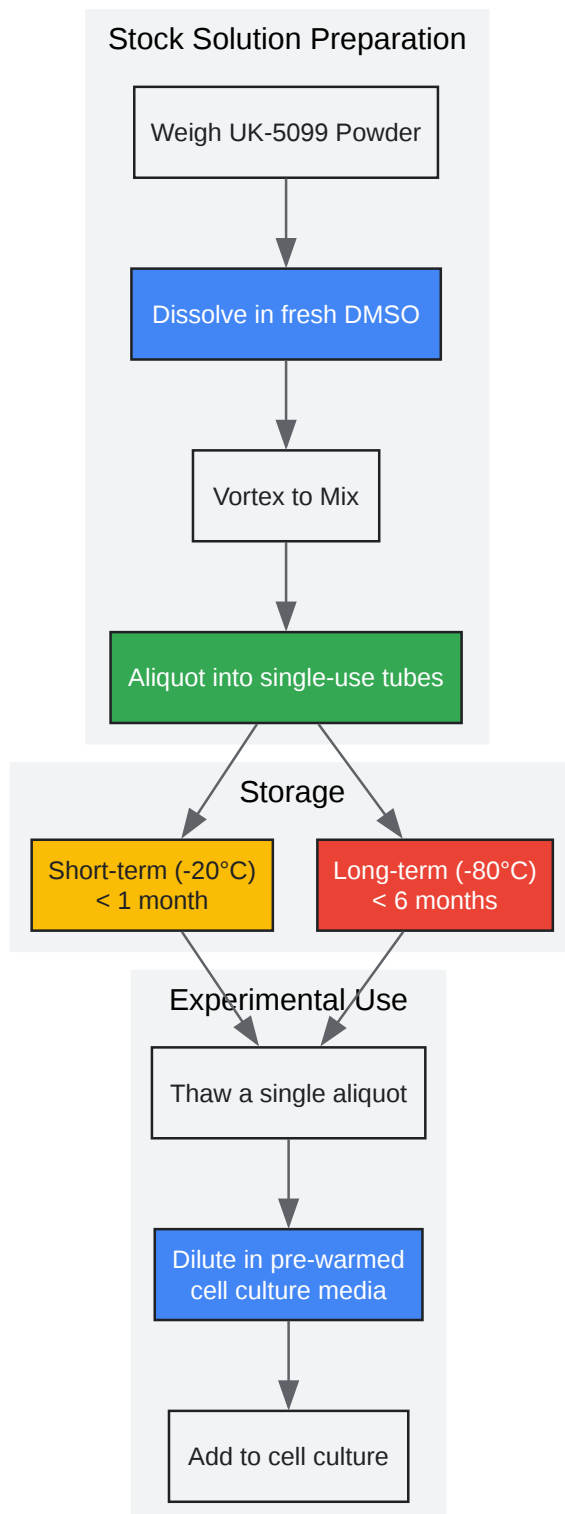 Stock Solution Preparation
Weigh UK-5099 Powder
Dissolve in fresh DMSO
Vortex to Mix
Aliquot into single-use tubes
Storage
Short-term (-20°C)
< 1 month
Long-term (-80°C)
< 6 months
Experimental Use
Thaw a single aliquot
Dilute in pre-warmed
cell culture media
Add to cell culture